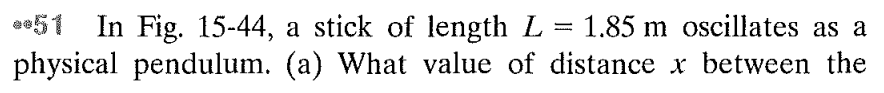 ••51 In Fig. 15-44, a stick of length L = 1.85 m oscillates as a
physical pendulum. (a) What value of distance x between the